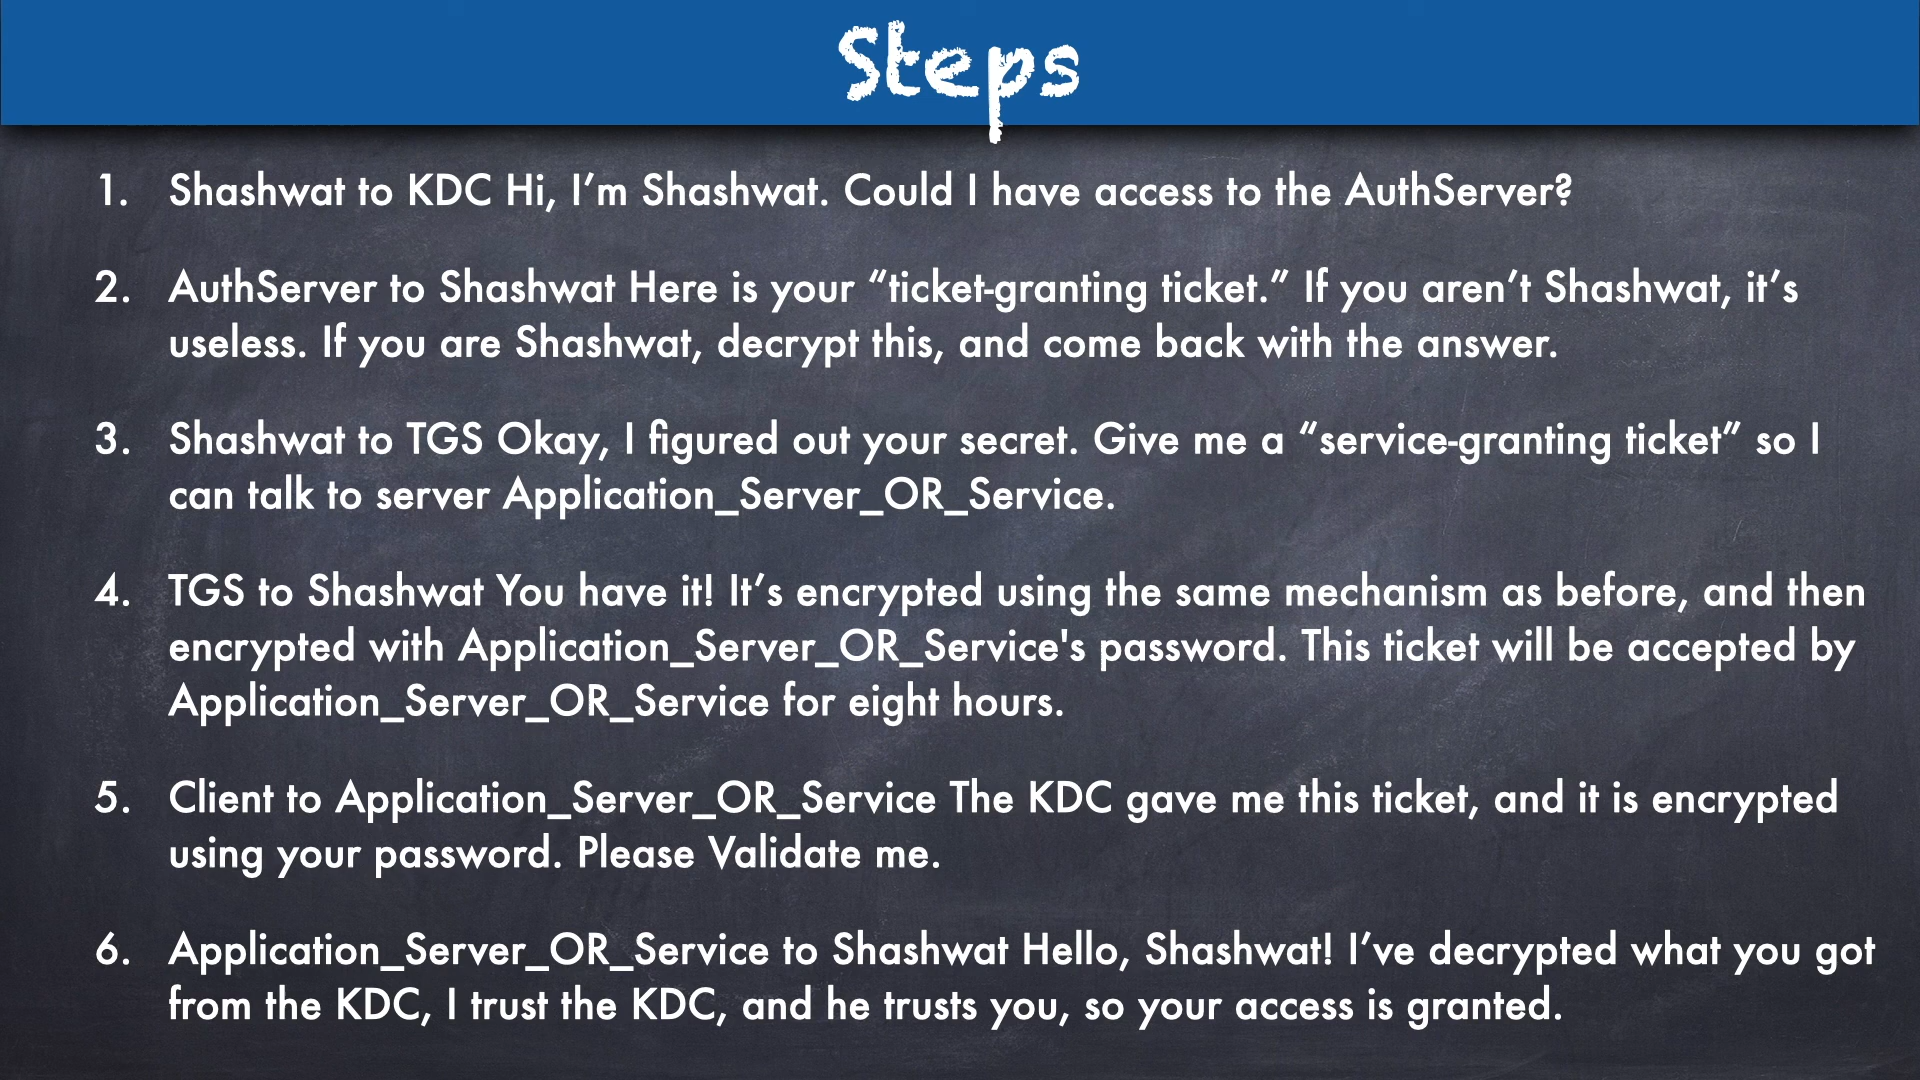 Steps
1. Shashwat to KDC Hi, I’m Shashwat. Could I have access to the AuthServer?
2. AuthServer to Shashwat Here is your “ticket-granting ticket.” If you aren’t Shashwat, it’s
useless. If you are Shashwat, decrypt this, and come back with the answer.
3. Shashwat to TGS Okay, I figured out your secret. Give me a “service-granting ticket” so I
can talk to server Application_Server_OR_Service.
4. TGS to Shashwat You have it! It’s encrypted using the same mechanism as before, and then
encrypted with Application_Server_OR_Service's password. This ticket will be accepted by
Application_Server_OR_Service for eight hours.
5. Client to Application_Server_OR_Service The KDC gave me this ticket, and it is encrypted
using your password. Please Validate me.
6. Application_Server_OR_Service to Shashwat Hello, Shashwat! I’ve decrypted what you got
from the KDC, I trust the KDC, and he trusts you, so your access is granted.